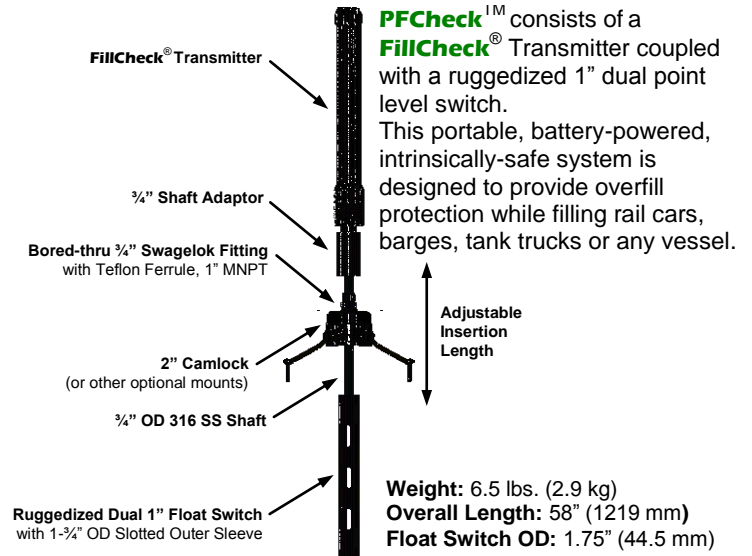 PFCheck™ consists of a
FillCheck® Transmitter coupled
with a ruggedized 1” dual point
level switch.
This portable, battery-powered,
intrinsically-safe system is
designed to provide overfill
protection while filling rail cars,
barges, tank trucks or any vessel.
FillCheck® Transmitter
¾” Shaft Adaptor
Bored-thru ¾” Swagelok Fitting
with Teflon Ferrule, 1” MNPT
Adjustable
Insertion
Length
2” Camlock
(or other optional mounts)
¾” OD 316 SS Shaft
Ruggedized Dual 1” Float Switch
with 1-¾” OD Slotted Outer Sleeve
Weight: 6.5 lbs. (2.9 kg)
Overall Length: 58” (1219 mm)
Float Switch OD: 1.75” (44.5 mm)